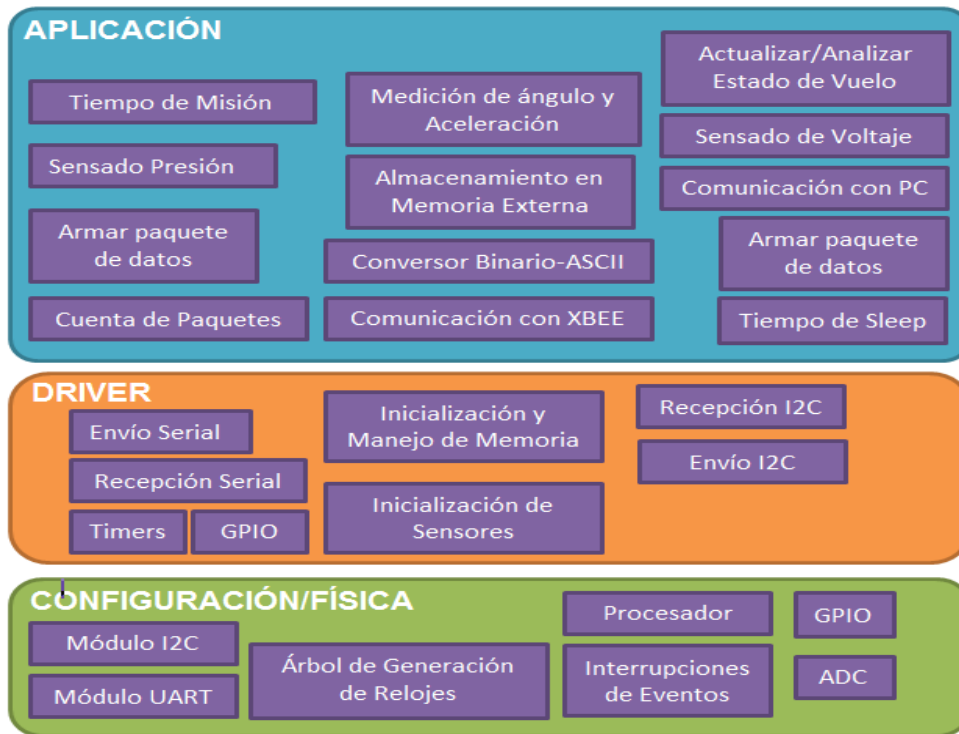 APLICACIÓN
Tiempo de Misión
Sensado Presión
Armar paquete
de datos
Cuenta de Paquetes
Medición de ángulo y
Aceleración
Almacenamiento en
Memoria Externa
Conversor Binario-ASCII
Comunicación con XBEE
Actualizar/Analizar
Estado de Vuelo
Sensado de Voltaje
Comunicación con PC
Armar paquete
de datos
Tiempo de Sleep
DRIVER
Envío Serial
Recepción Serial
Timers
GPIO
Inicialización y
Manejo de Memoria
Inicialización de
Sensores
Recepción I2C
Envío I2C
CONFIGURACIÓN/FÍSICA
Módulo I2C
Módulo UART
Árbol de Generación
de Relojes
Procesador
Interrupciones
de Eventos
GPIO
ADC